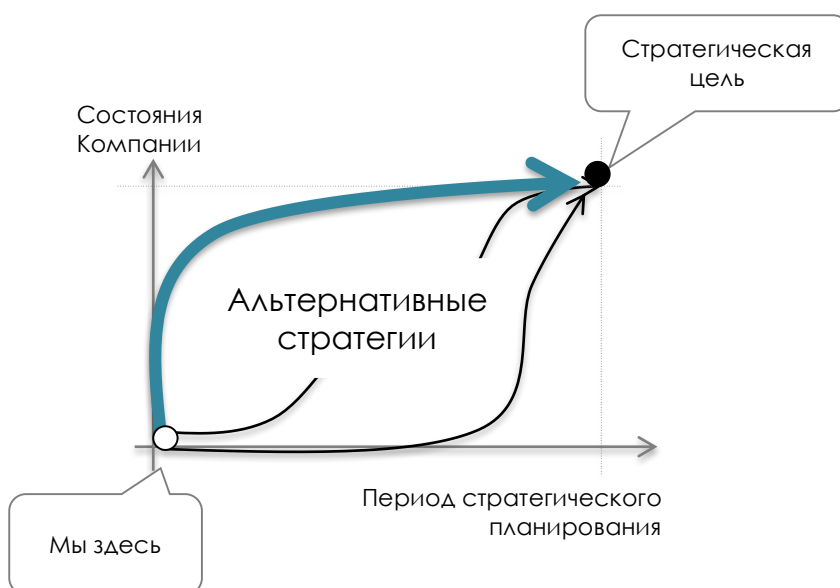 Стратегическая
цель
Состояния
Компании
Альтернативные
стратегии
Период стратегического
планирования
Мы здесь